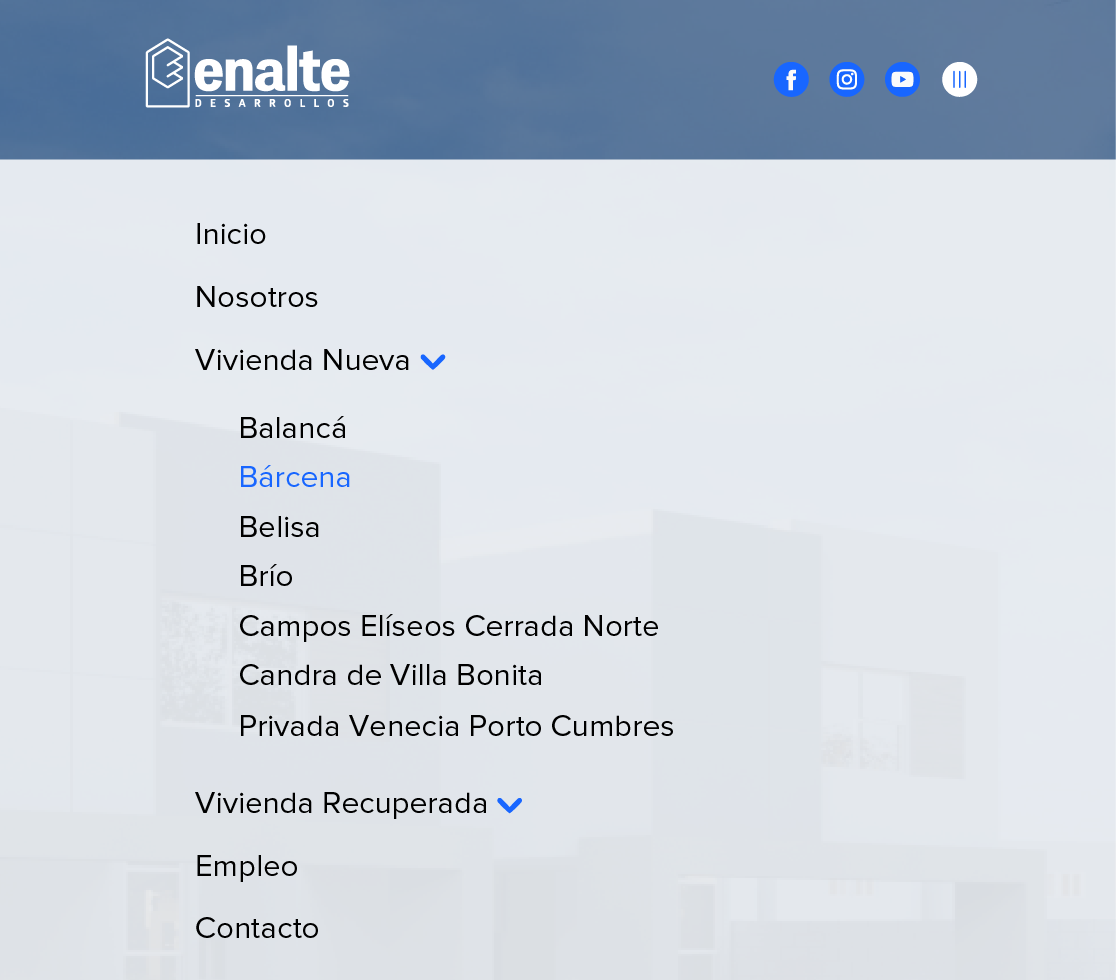 enalte
DESARROLLOS
Inicio
Nosotros
Vivienda Nueva
Balancá
Bárcena
Belisa
Brío
Campos Elíseos Cerrada Norte
Candra de Villa Bonita
Privada Venecia Porto Cumbres
Vivienda Recuperada
Empleo
Contacto